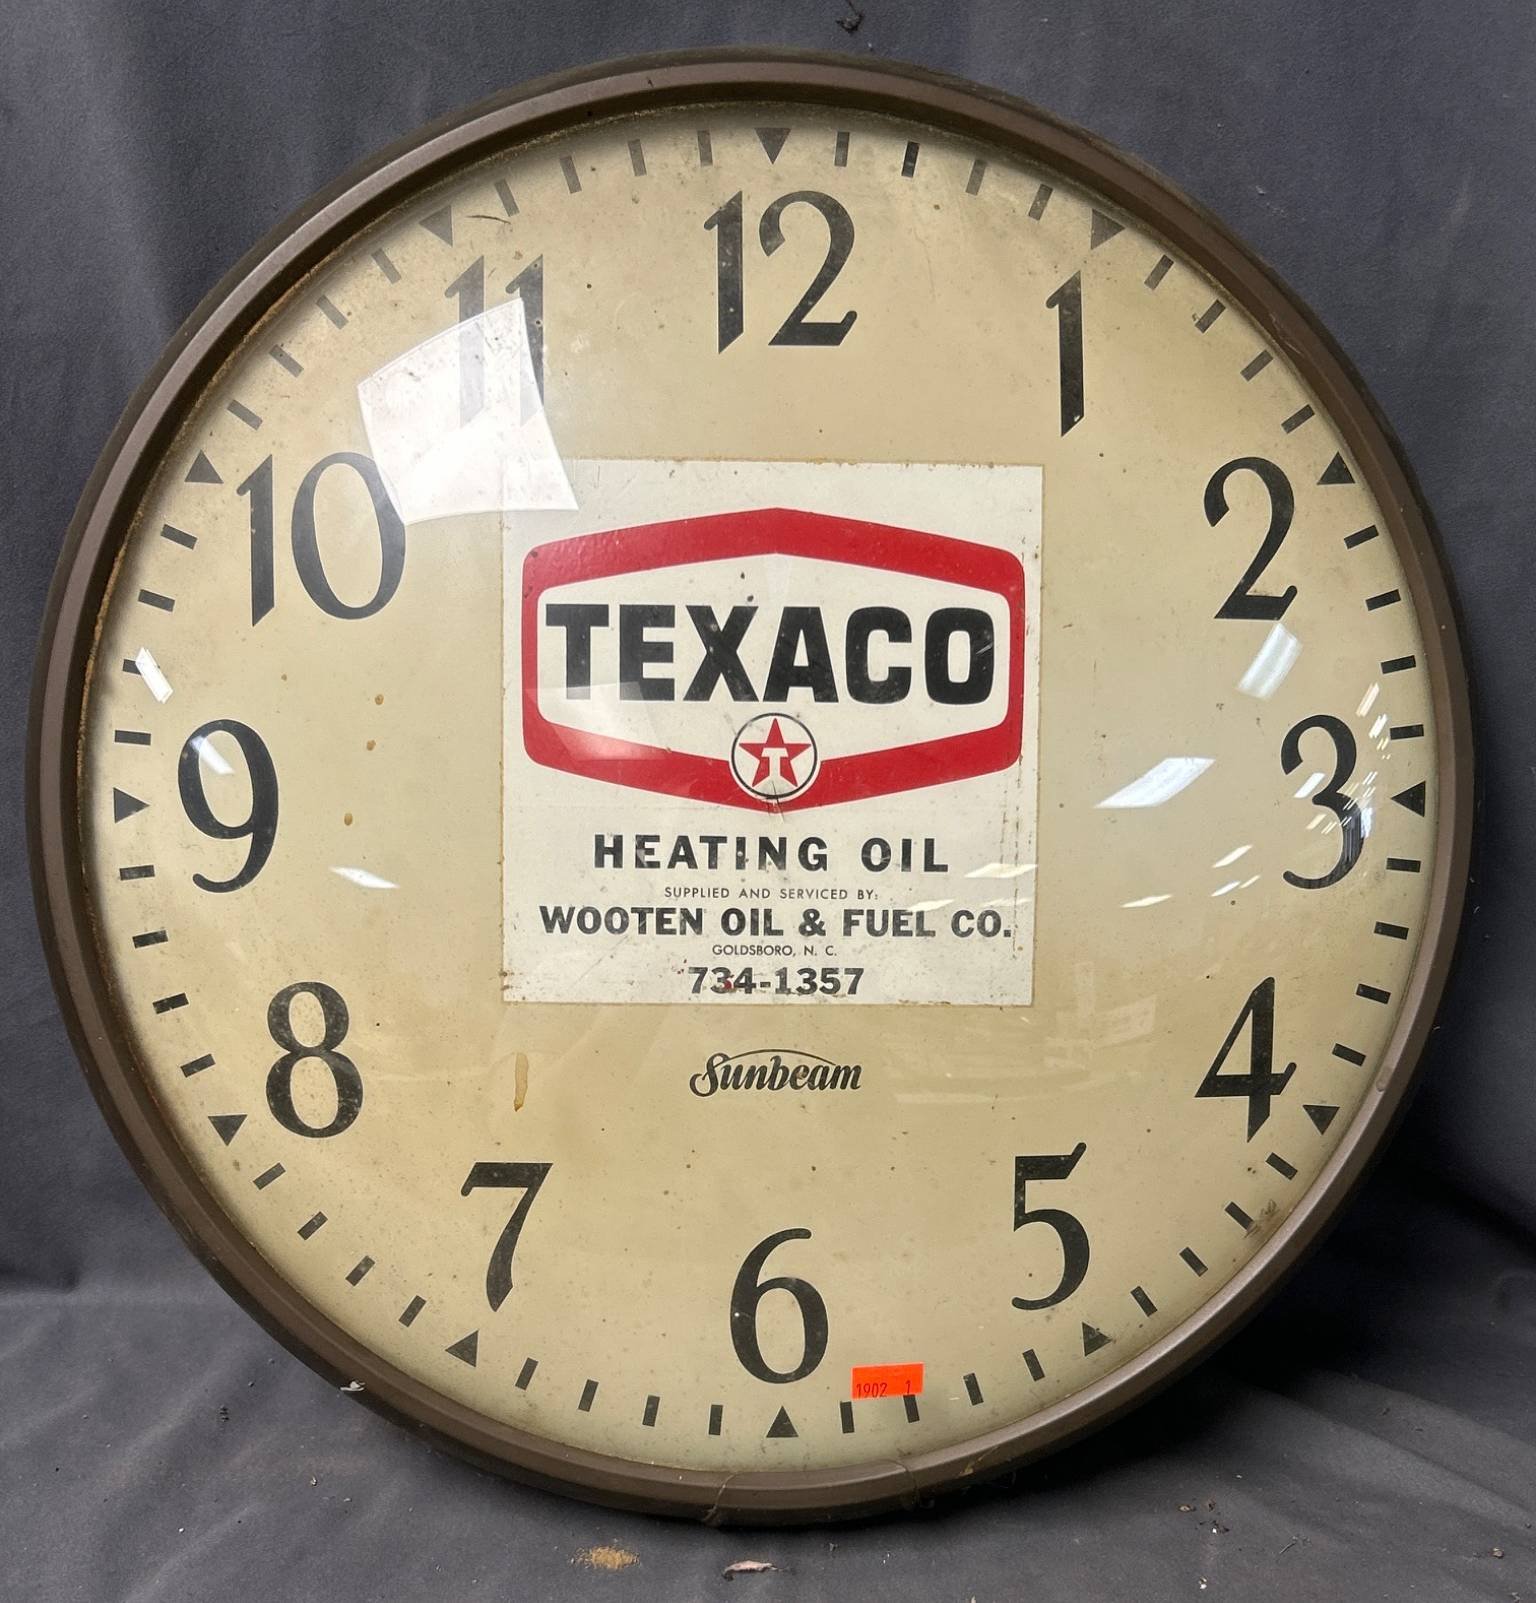 12
11
1
10
2
TEXACO
T
9
3
HEATING OIL
SUPPLIED AND SERVICED BY:
WOOTEN OIL & FUEL CO.
GOLDSBORO, N. C.
734-1357
8
4
Sunbeam
7
5
6
1902 1